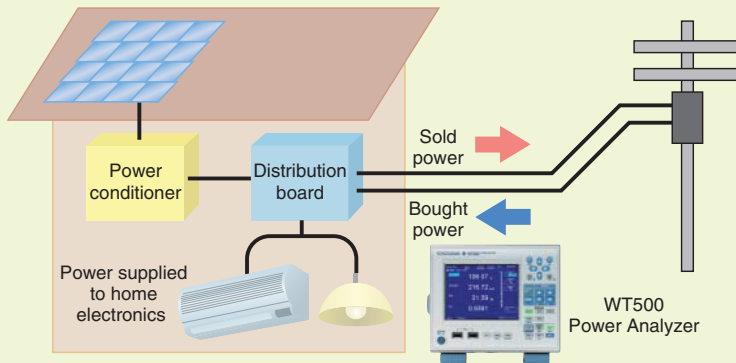 Power
conditioner
Distribution
board
Sold
power
Bought
power
Power supplied
to home
electronics
WT500
Power Analyzer